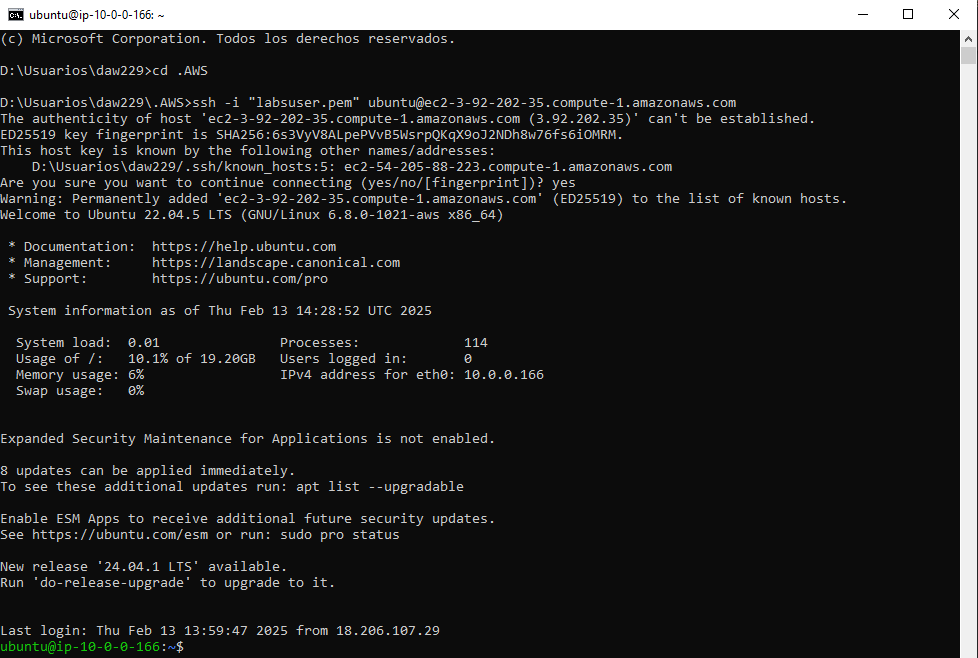 ubuntu@ip-10-0-0-166: ~
(c) Microsoft Corporation. Todos los derechos reservados.
D:\Usuarios\daw229>cd .AWS
D:\Usuarios\daw229\.AWS>ssh -i "labsuser.pem" ubuntu@ec2-3-92-202-35.compute-1.amazonaws.com
The authenticity of host 'ec2-3-92-202-35.compute-1.amazonaws.com (3.92.202.35)' can't be established.
ED25519 key fingerprint is SHA256:6s3VyV8ALpePVvB5WsrpQKqX9oJ2NDh8w76fs6iOMRM.
This host key is known by the following other names/addresses:
    D:\Usuarios\daw229/.ssh/known_hosts:5: ec2-54-205-88-223.compute-1.amazonaws.com
Are you sure you want to continue connecting (yes/no/[fingerprint])? yes
Warning: Permanently added 'ec2-3-92-202-35.compute-1.amazonaws.com' (ED25519) to the list of known hosts.
Welcome to Ubuntu 22.04.5 LTS (GNU/Linux 6.8.0-1021-aws x86_64)
 * Documentation:  https://help.ubuntu.com
 * Management:     https://landscape.canonical.com
 * Support:        https://ubuntu.com/pro
 System information as of Thu Feb 13 14:28:52 UTC 2025
  System load:  0.01               Processes:             114
  Usage of /:   10.1% of 19.20GB   Users logged in:       0
  Memory usage: 6%                 IPv4 address for eth0: 10.0.0.166
  Swap usage:   0%
Expanded Security Maintenance for Applications is not enabled.
8 updates can be applied immediately.
To see these additional updates run: apt list --upgradable
Enable ESM Apps to receive additional future security updates.
See https://ubuntu.com/esm or run: sudo pro status
New release '24.04.1 LTS' available.
Run 'do-release-upgrade' to upgrade to it.
Last login: Thu Feb 13 13:59:47 2025 from 18.206.107.29
ubuntu@ip-10-0-0-166:~$